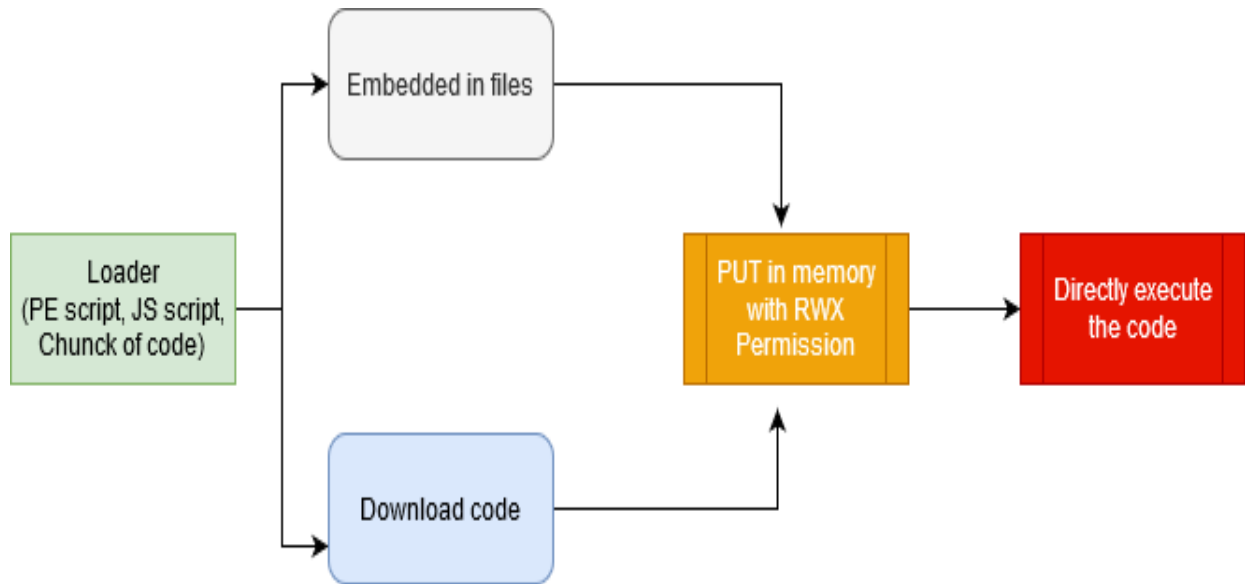 Embedded in files
Loader
(PE script, JS script,
Chunck of code)
PUT in memory
with RWX
Permission
Directly execute
the code
Download code